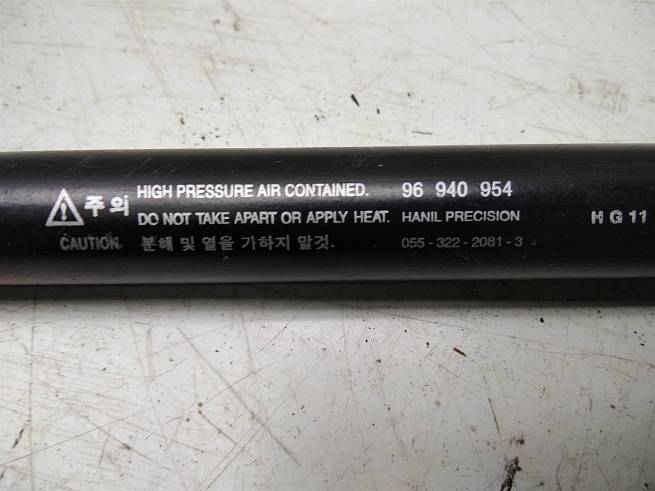 주의 HIGH PRESSURE AIR CONTAINED. 96 940 954
DO NOT TAKE APART OR APPLY HEAT. HANIL PRECISION H G 11
CAUTION 분해 및 열을 가하지 말것. 055 - 322 - 2081 - 3